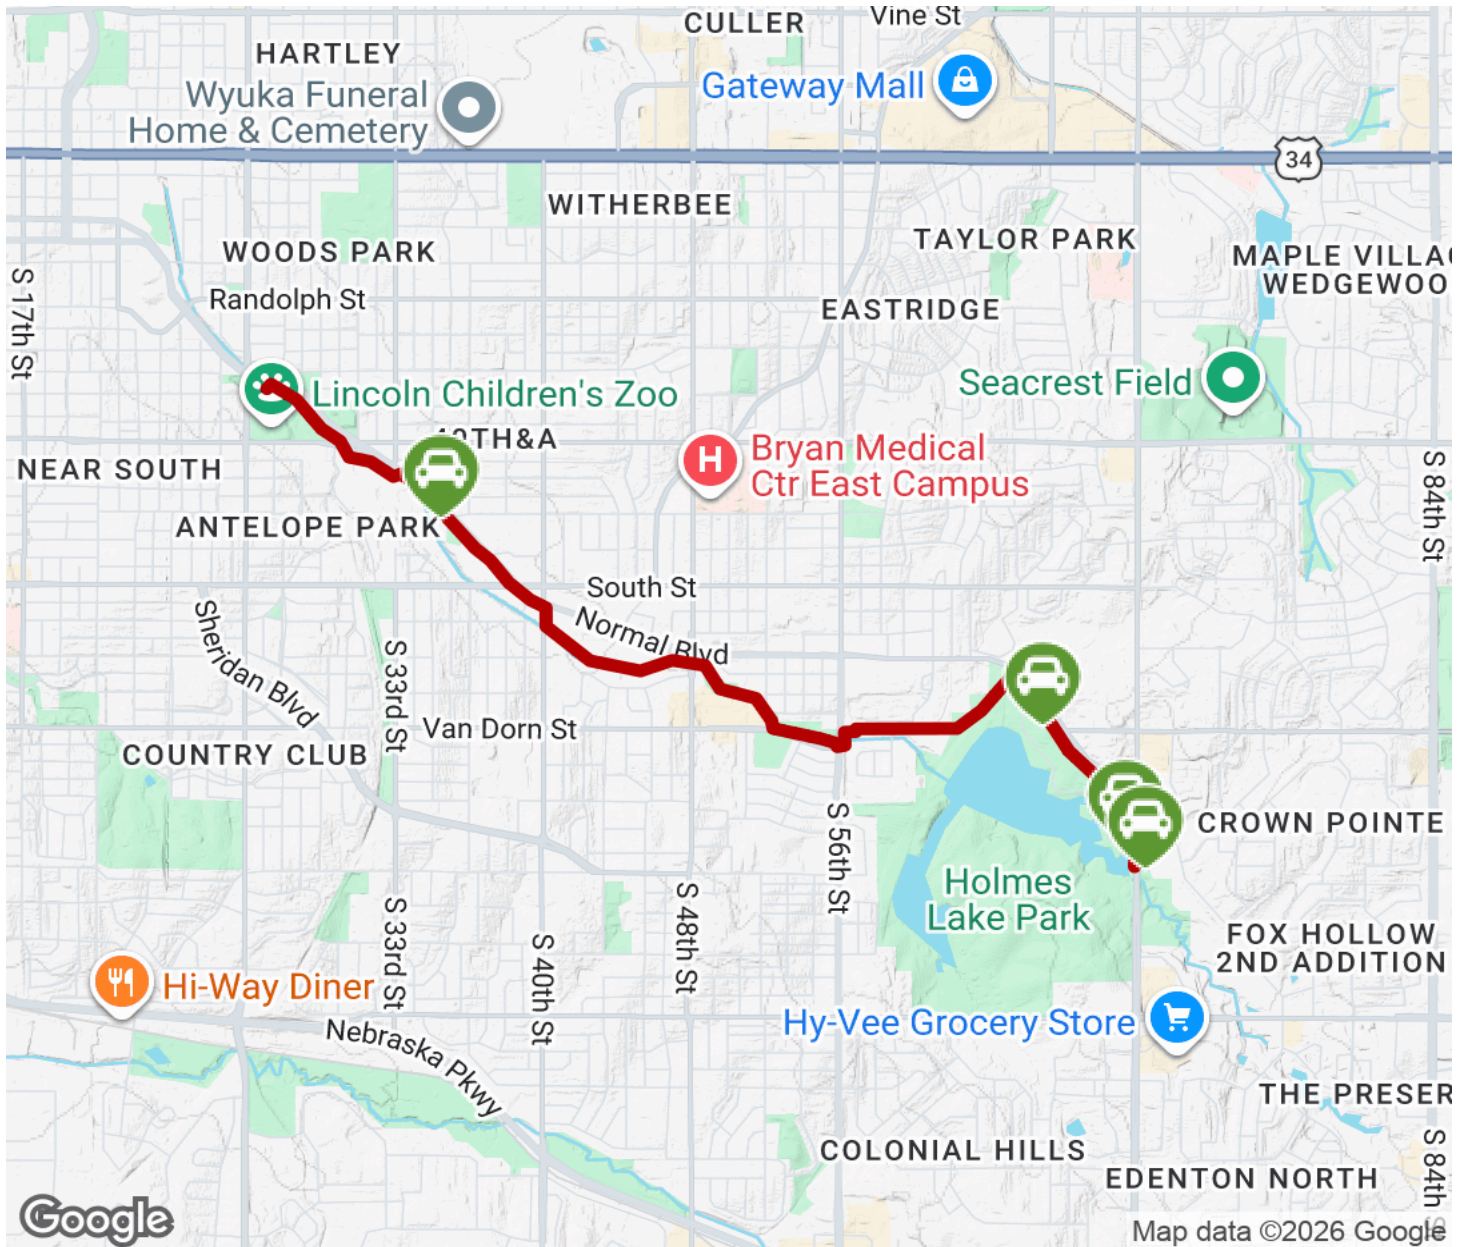 CULLER
Vine St
HARTLEY
Wyuka Funeral
Home & Cemetery
Gateway Mall
34
WITHERBEE
WOODS PARK
TAYLOR PARK
MAPLE VILLAG
WEDGEWOO
S 17th St
Randolph St
EASTRIDGE
Lincoln Children's Zoo
Seacrest Field
40TH&A
NEAR SOUTH
H
Bryan Medical
Ctr East Campus
S 84th St
ANTELOPE PARK
South St
Normal Blvd
Sheridan Blvd
S 33rd St
Van Dorn St
COUNTRY CLUB
S 56th St
CROWN POINTE
Holmes
Lake Park
S 33rd St
S 48th St
S 40th St
FOX HOLLOW
2ND ADDITION
Hi-Way Diner
Hy-Vee Grocery Store
Nebraska Pkwy
THE PRESER
COLONIAL HILLS
S 84th
EDENTON NORTH
Google
Map data ©2026 Google